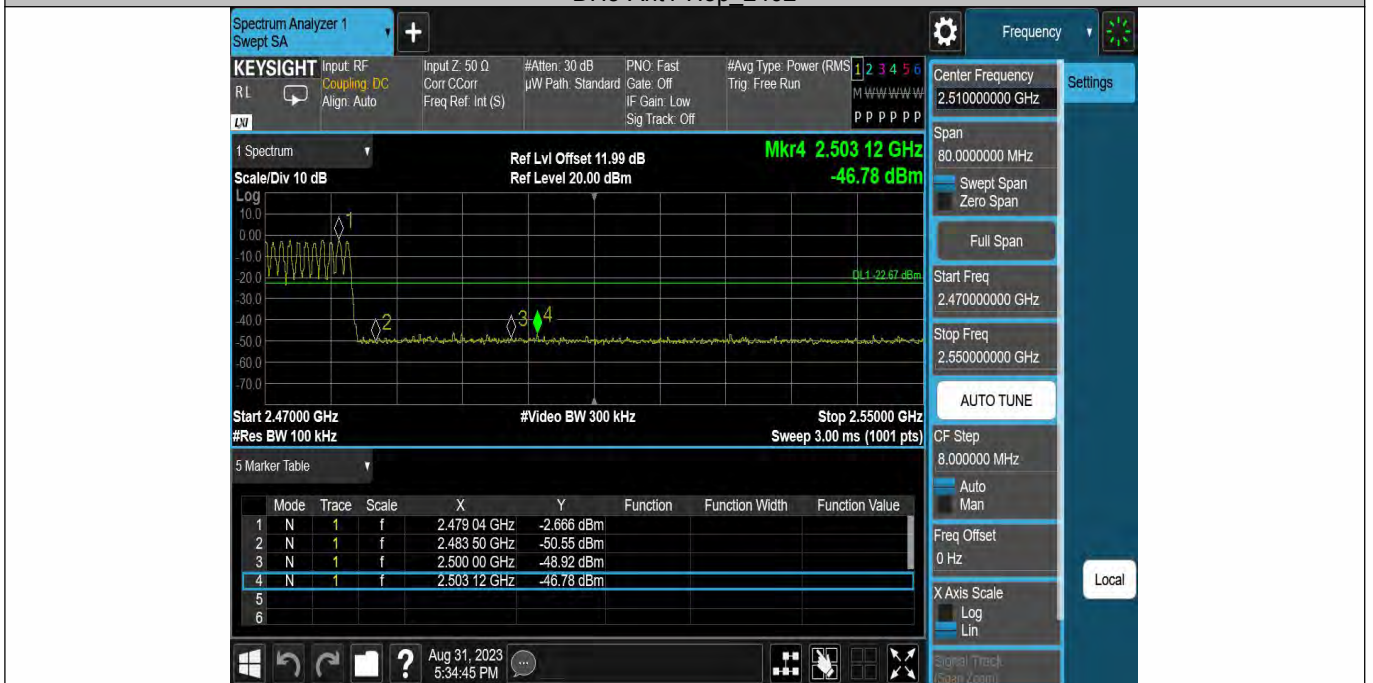 Spectrum Analyzer 1
Swept SA
+
Frequency
KEYSIGHT
RL
LXI
Input: RF
Coupling: DC
Align: Auto
Input Z: 50 Ω
Corr CCorr
Freq Ref: Int (S)
#Atten: 30 dB
µW Path: Standard
PNO: Fast
Gate: Off
IF Gain: Low
Sig Track: Off
#Avg Type: Power (RMS
Trig: Free Run
1 2 3 4 5 6
M W W W W W
P P P P P P
1 Spectrum
Scale/Div 10 dB
Ref Lvl Offset 11.99 dB
Ref Level 20.00 dBm
Mkr4 2.503 12 GHz
-46.78 dBm
Log
10.0
0.00
-10.0
-20.0
-30.0
-40.0
-50.0
-60.0
-70.0
1
2
3
4
DL1 -22.67 dBm
Start 2.47000 GHz
#Video BW 300 kHz
Stop 2.55000 GHz
#Res BW 100 kHz
Sweep 3.00 ms (1001 pts)
5 Marker Table
Mode Trace Scale X Y Function Function Width Function Value
1 N 1 f 2.479 04 GHz -2.666 dBm
2 N 1 f 2.483 50 GHz -50.55 dBm
3 N 1 f 2.500 00 GHz -48.92 dBm
4 N 1 f 2.503 12 GHz -46.78 dBm
5
6
Aug 31, 2023
5:34:45 PM
?
Center Frequency
2.510000000 GHz
Settings
Span
80.0000000 MHz
Swept Span
Zero Span
Full Span
Start Freq
2.470000000 GHz
Stop Freq
2.550000000 GHz
AUTO TUNE
CF Step
8.000000 MHz
Auto
Man
Freq Offset
0 Hz
X Axis Scale
Log
Lin
Local
Signal Track
(Span Zoom)